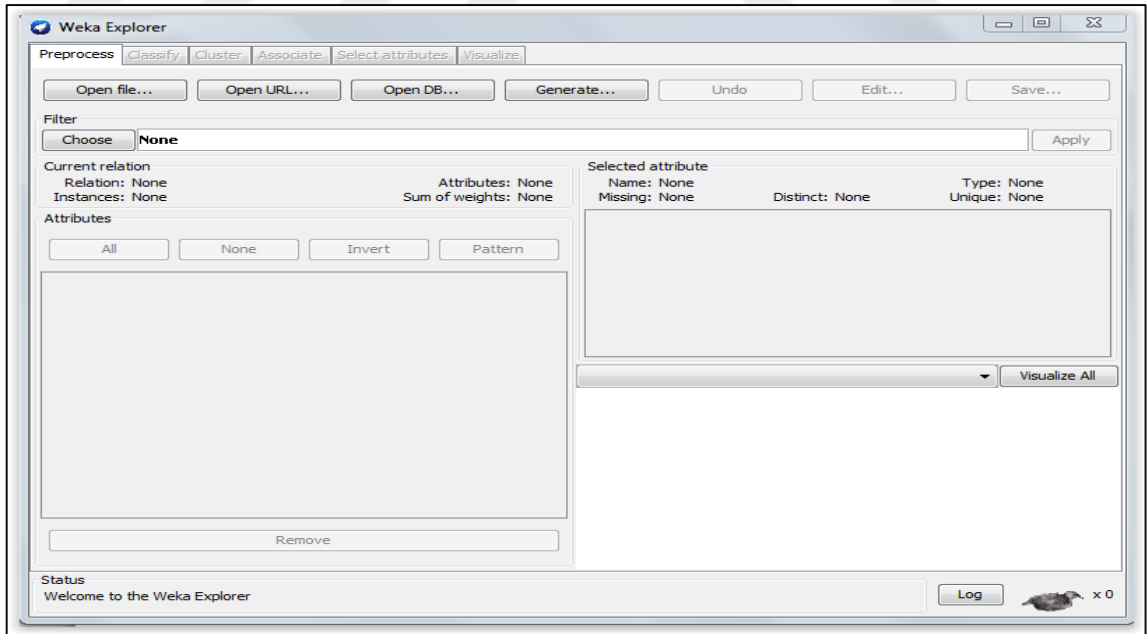 Weka Explorer
Preprocess Classify Cluster Associate Select attributes Visualize
Open file... Open URL... Open DB... Generate... Undo Edit... Save...
Filter
Choose None Apply
Current relation
Relation: None Attributes: None
Instances: None Sum of weights: None
Selected attribute
Name: None Type: None
Missing: None Distinct: None Unique: None
Attributes
All None Invert Pattern
Visualize All
Remove
Status
Welcome to the Weka Explorer
Log x 0